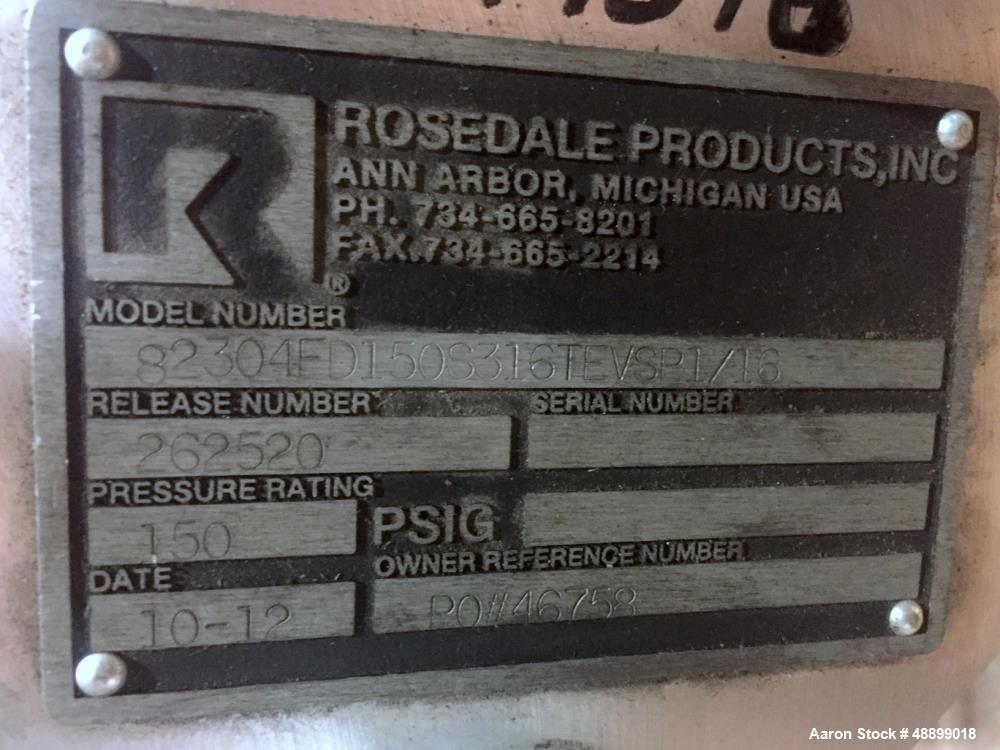 ROSEDALE PRODUCTS,INC
ANN ARBOR, MICHIGAN USA
PH. 734-665-8201
FAX.734-665-2214
R
®
MODEL NUMBER
82304FD150S316TEVSP1/16
RELEASE NUMBER SERIAL NUMBER
262520
PRESSURE RATING
150 PSIG
DATE OWNER REFERENCE NUMBER
10-12 PO#46758
Aaron Stock # 48899018